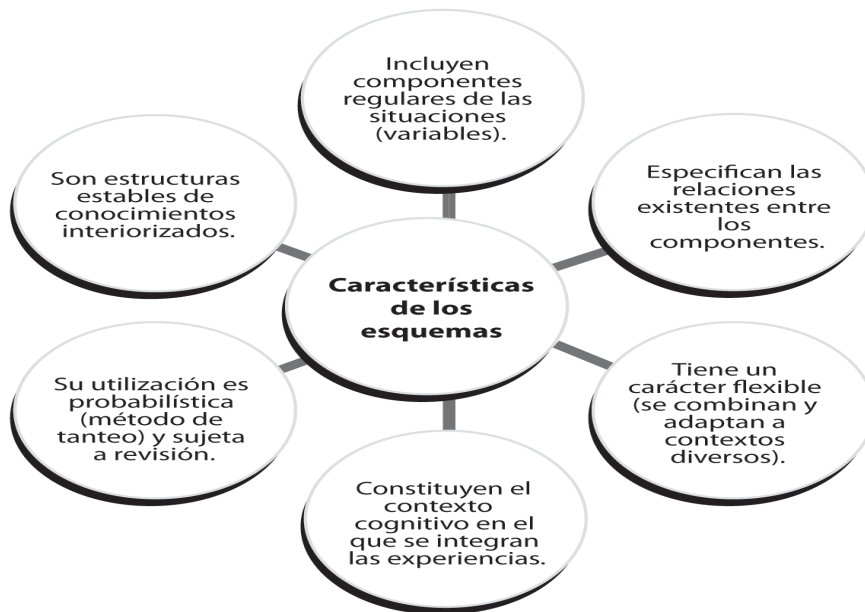 Incluyen
componentes
regulares de las
situaciones
(variables).
Especifican las
relaciones
existentes entre
los
componentes.
Tiene un
carácter flexible
(se combinan y
adaptan a
contextos
diversos).
Constituyen el
contexto
cognitivo en el
que se integran
las experiencias.
Su utilización es
probabilística
(método de
tanteo) y sujeta
a revisión.
Son estructuras
estables de
conocimientos
interiorizados.
Característísicas
de los
esquemas